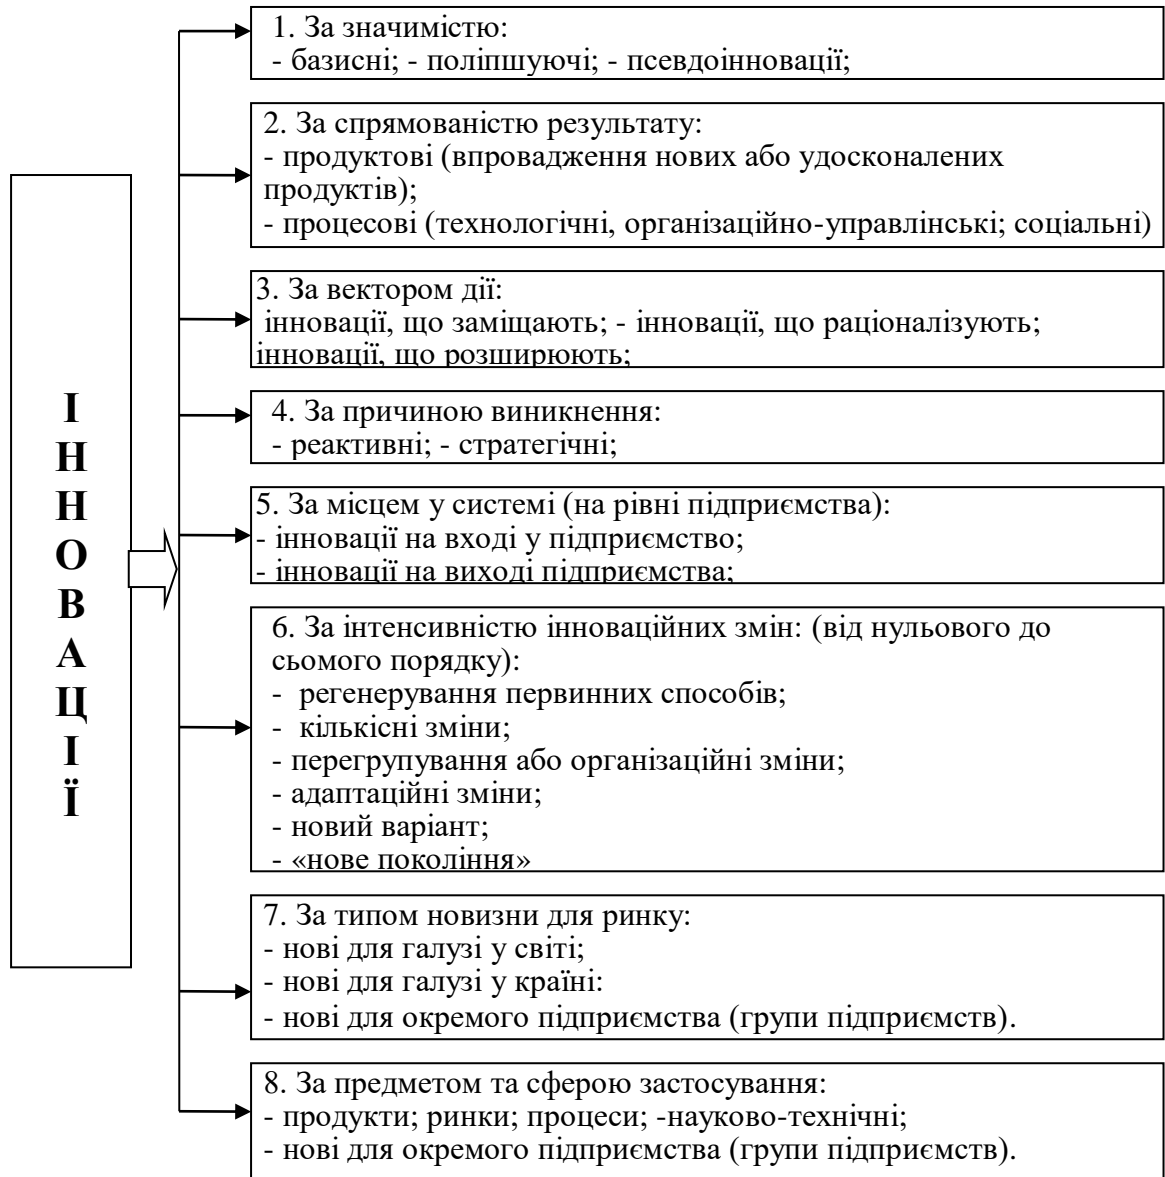 ІННОВАЦІЇ
1. За значимістю:
- базисні; - поліпшуючі; - псевдоінновації;
2. За спрямованістю результату:
- продуктові (впровадження нових або удосконалених
продуктів);
- процесові (технологічні, організаційно-управлінські; соціальні)
3. За вектором дії:
інновації, що заміщають; - інновації, що раціоналізують;
інновації, що розширюють;
4. За причиною виникнення:
- реактивні; - стратегічні;
5. За місцем у системі (на рівні підприємства):
- інновації на вході у підприємство;
- інновації на виході підприємства;
6. За інтенсивністю інноваційних змін: (від нульового до
сьомого порядку):
- регенерування первинних способів;
- кількісні зміни;
- перегрупування або організаційні зміни;
- адаптаційні зміни;
- новий варіант;
- «нове покоління»
7. За типом новизни для ринку:
- нові для галузі у світі;
- нові для галузі у країні:
- нові для окремого підприємства (групи підприємств).
8. За предметом та сферою застосування:
- продукти; ринки; процеси; -науково-технічні;
- нові для окремого підприємства (групи підприємств).